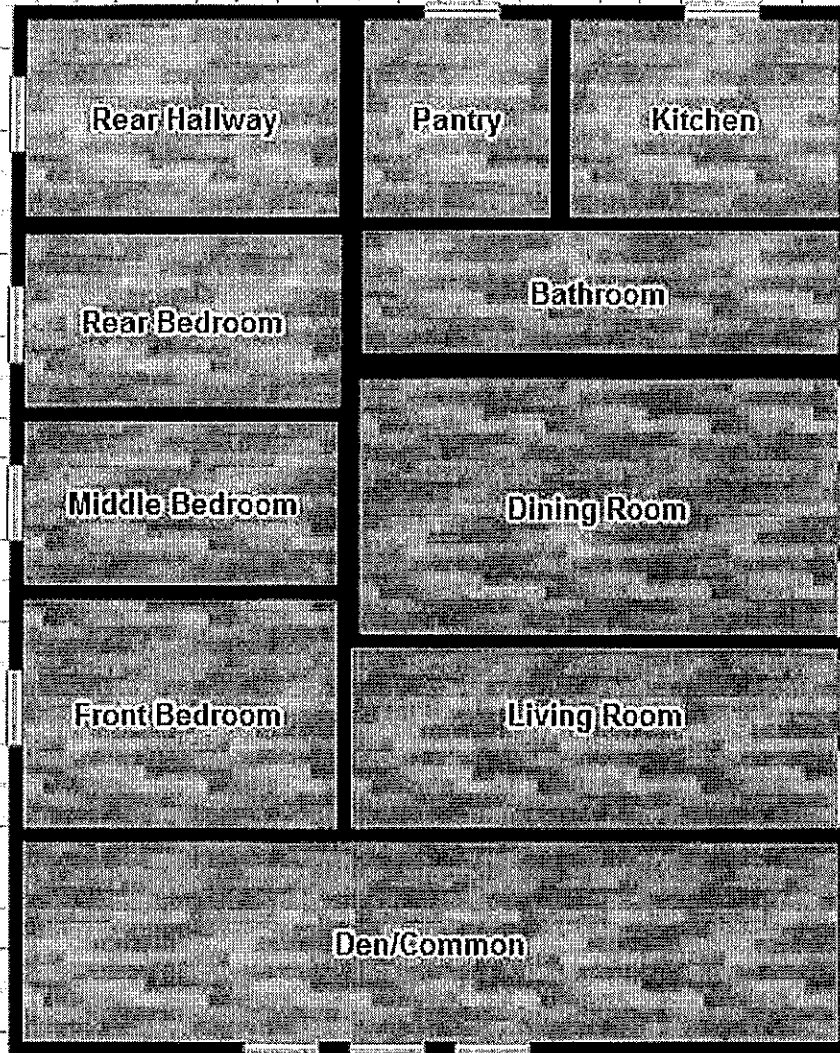 Rear Hallway
Pantry
Kitchen
Rear Bedroom
Bathroom
Middle Bedroom
Dining Room
Front Bedroom
Living Room
Den/Common